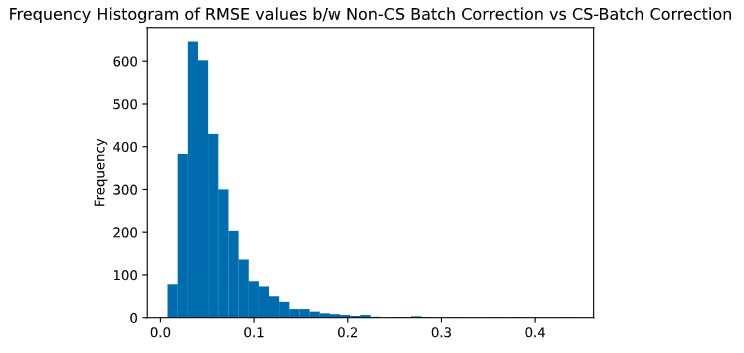 Frequency Histogram of RMSE values b/w Non-CS Batch Correction vs CS-Batch Correction
600
500
400
300
200
100
0
Frequency
0.0 0.1 0.2 0.3 0.4